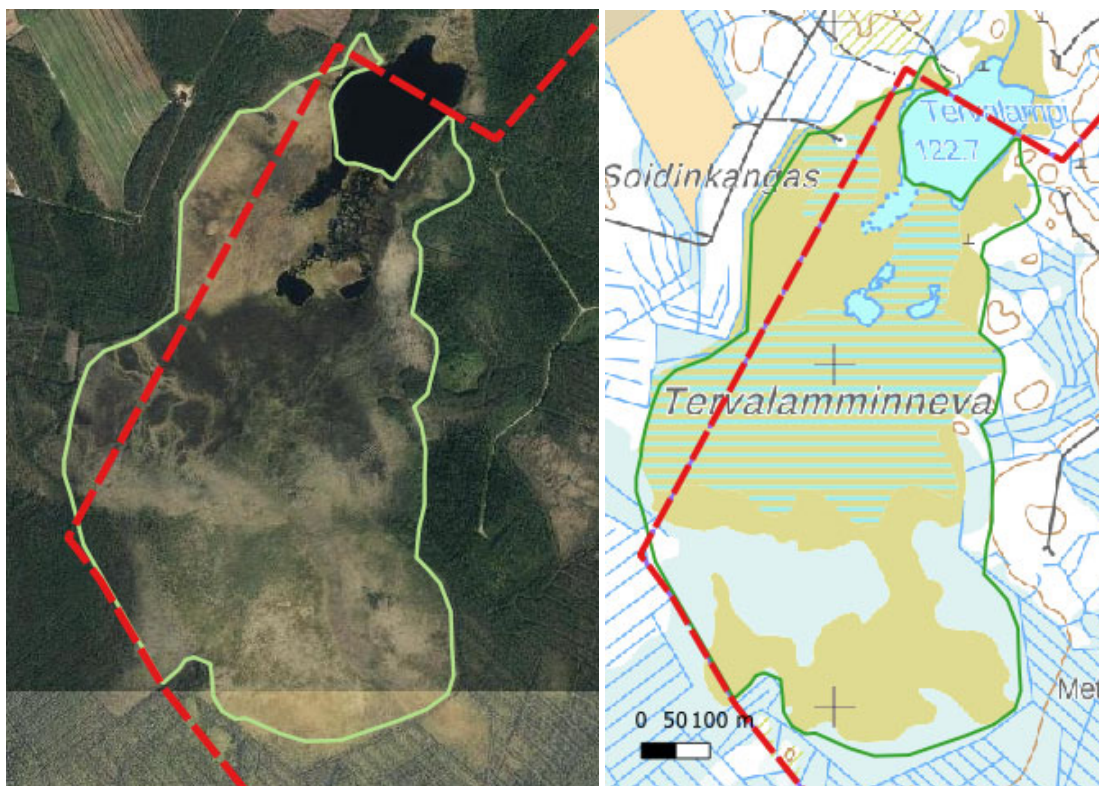 Tervalampi
122.7
Soidinkangas
Tervalamminneva
Met
0 50 100 m